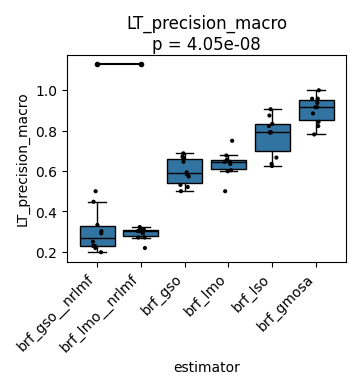 LT_precision_macro
p = 4.05e-08
LT_precision_macro
1.0
0.8
0.6
0.4
0.2
brf_gso__nrlmf
brf_lmo__nrlmf
brf_gso
brf_lmo
brf_lso
brf_gmosa
estimator